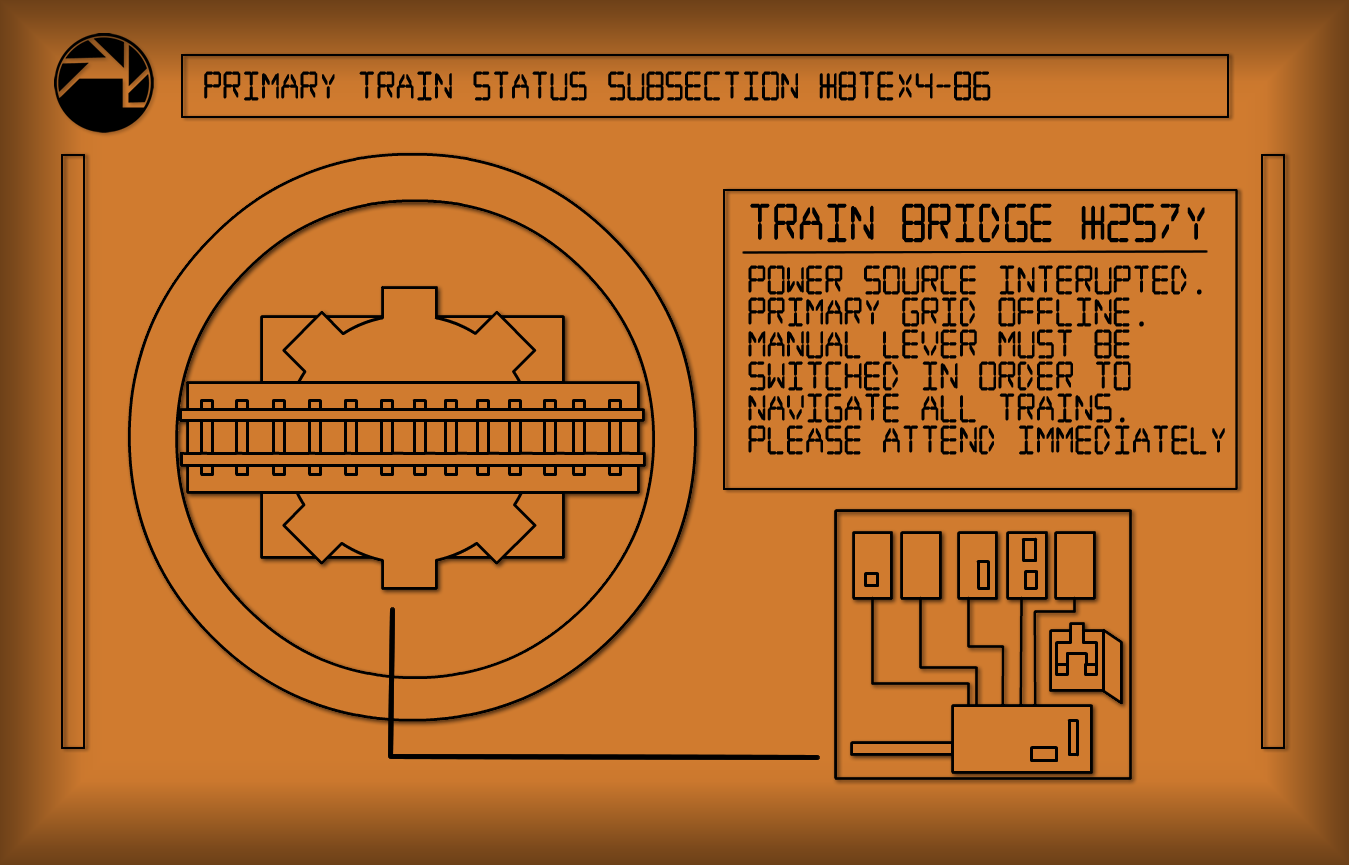 PRIMARY TRAIN STATUS SUBSECTION #8TEX4-86
TRAIN BRIDGE #257Y
POWER SOURCE INTERUPTED.
PRIMARY GRID OFFLINE.
MANUAL LEVER MUST BE
SWITCHED IN ORDER TO
NAVIGATE ALL TRAINS.
PLEASE ATTEND IMMEDIATELY